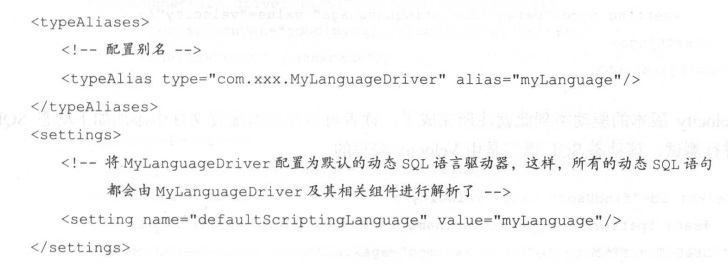 <typeAliases>
<!-- 配置别名 -->
<typeAlias type="com.xxx.MyLanguageDriver" alias="myLanguage"/>
</typeAliases>
<settings>
<!-- 将 MyLanguageDriver 配置为默认的动态 SQL 语言驱动器，这样，所有的动态 SQL 语句
都会由 MyLanguageDriver 及其相关组件进行解析了 -->
<setting name="defaultScriptingLanguage" value="myLanguage"/>
</settings>